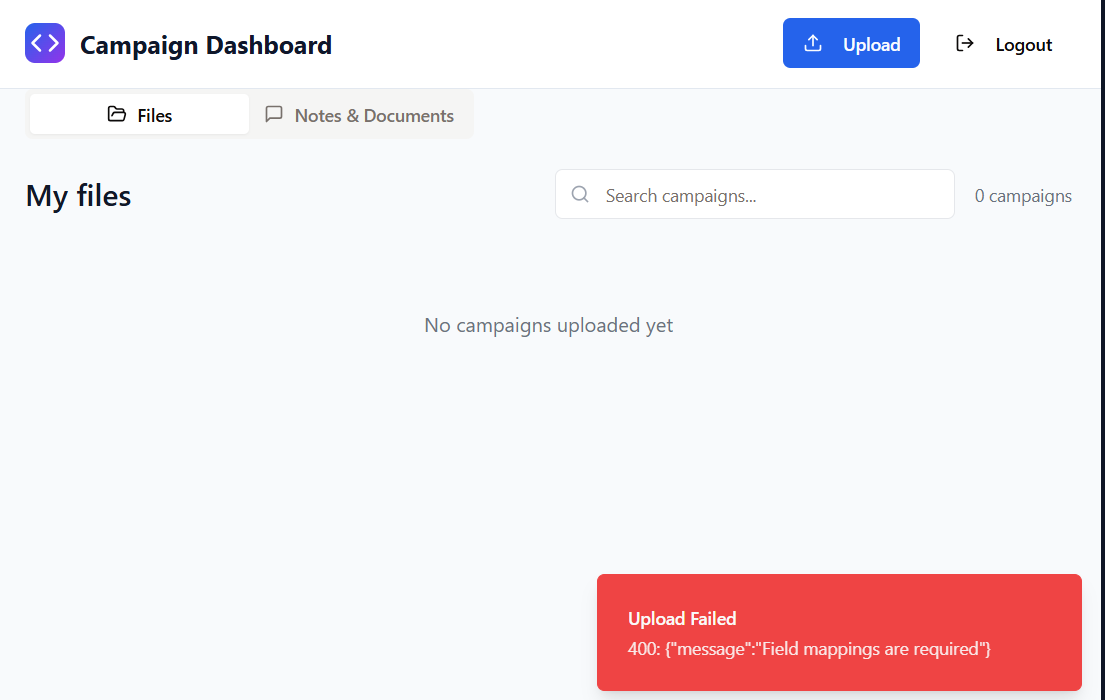 Campaign Dashboard
Upload
Logout
Files
Notes & Documents
My files
Search campaigns...
0 campaigns
No campaigns uploaded yet
Upload Failed
400: {"message":"Field mappings are required"}